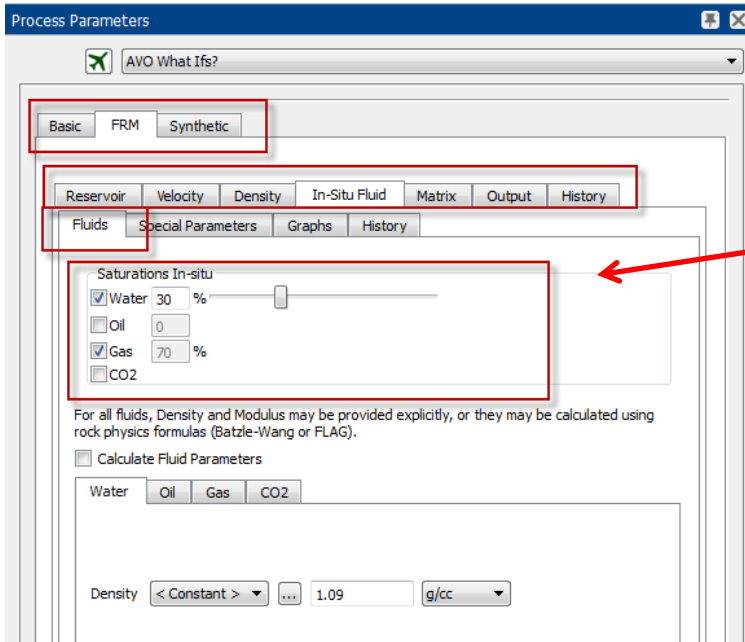 Process Parameters
AVO What Ifs?
Basic FRM Synthetic
Reservoir Velocity Density In-Situ Fluid Matrix Output History
Fluids Special Parameters Graphs History
Saturations In-situ
Water 30 %
Oil 0
Gas 70 %
CO2
For all fluids, Density and Modulus may be provided explicitly, or they may be calculated using
rock physics formulas (Batzle-Wang or FLAG).
Calculate Fluid Parameters
Water Oil Gas CO2
Density < Constant > ... 1.09 g/cc